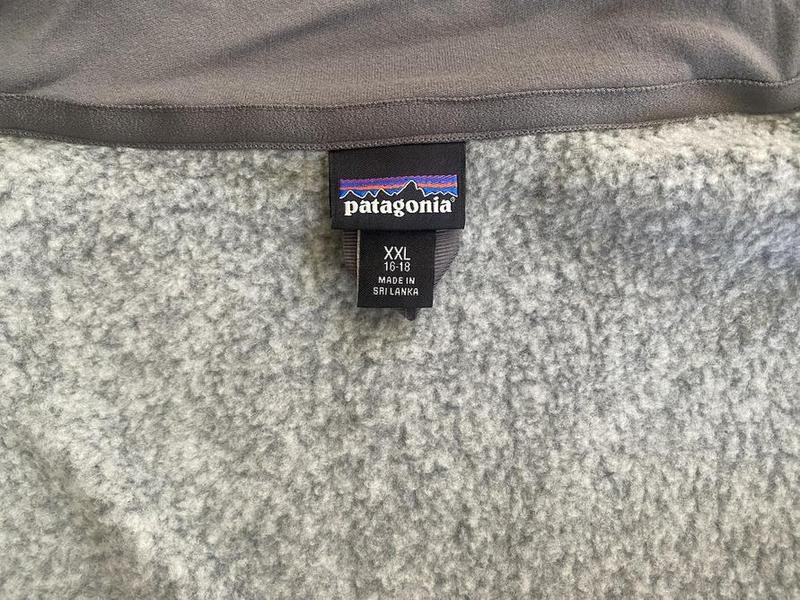 patagonia®
XXL
16-18
MADE IN
SRI LANKA